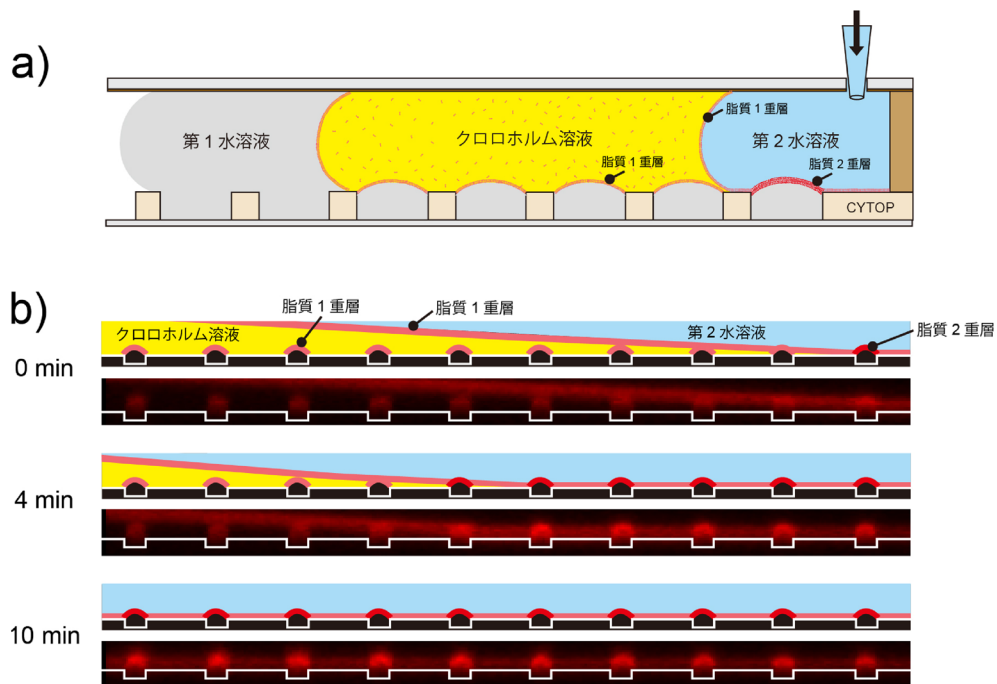 a)
脂質1重層
第1水溶液
クロロホルム溶液
第2水溶液
脂質1重層
脂質2重層
CYTOP
b)
脂質1重層
脂質1重層
クロロホルム溶液
第2水溶液
脂質2重層
0 min
4 min
10 min